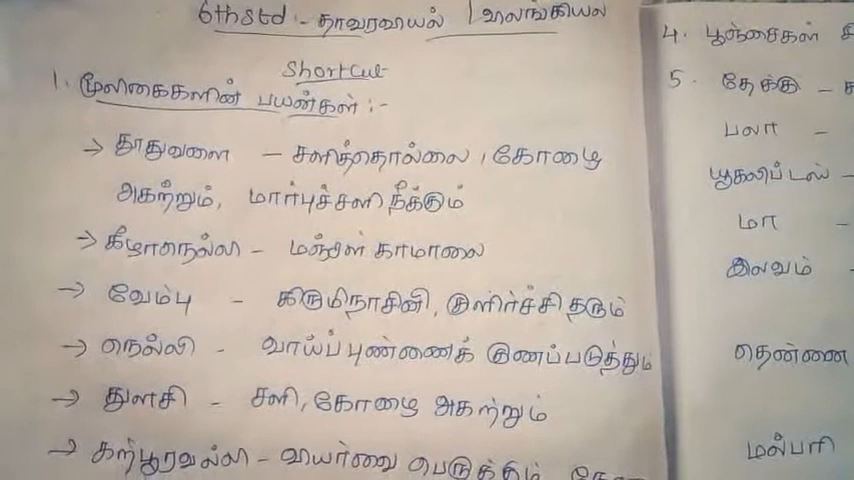 6th std :- தாவரவியல் / விலங்கியல்
Shortcut
1. மூலிகைகளின் பயன்கள் :-
→ தூதுவளை - சளித்தொல்லை, கோழை
அகற்றும், மார்புச்சளி நீக்கும்
→ கீழாநெல்லி - மஞ்சள் காமாலை
→ வேம்பு - கிருமிநாசினி, குளிர்ச்சி தரும்
→ நெல்லி - வாய்ப்புண்ணைக் குணப்படுத்தும்
→ துளசி - சளி, கோழை அகற்றும்
→ கற்பூரவல்லி - வியர்வை பெருக்கும்
4. பூஞ்சைகள்
5. தேக்கு -
பலா -
யூகலிப்டஸ் -
மா -
இலவம்
தென்னை
மல்பரி